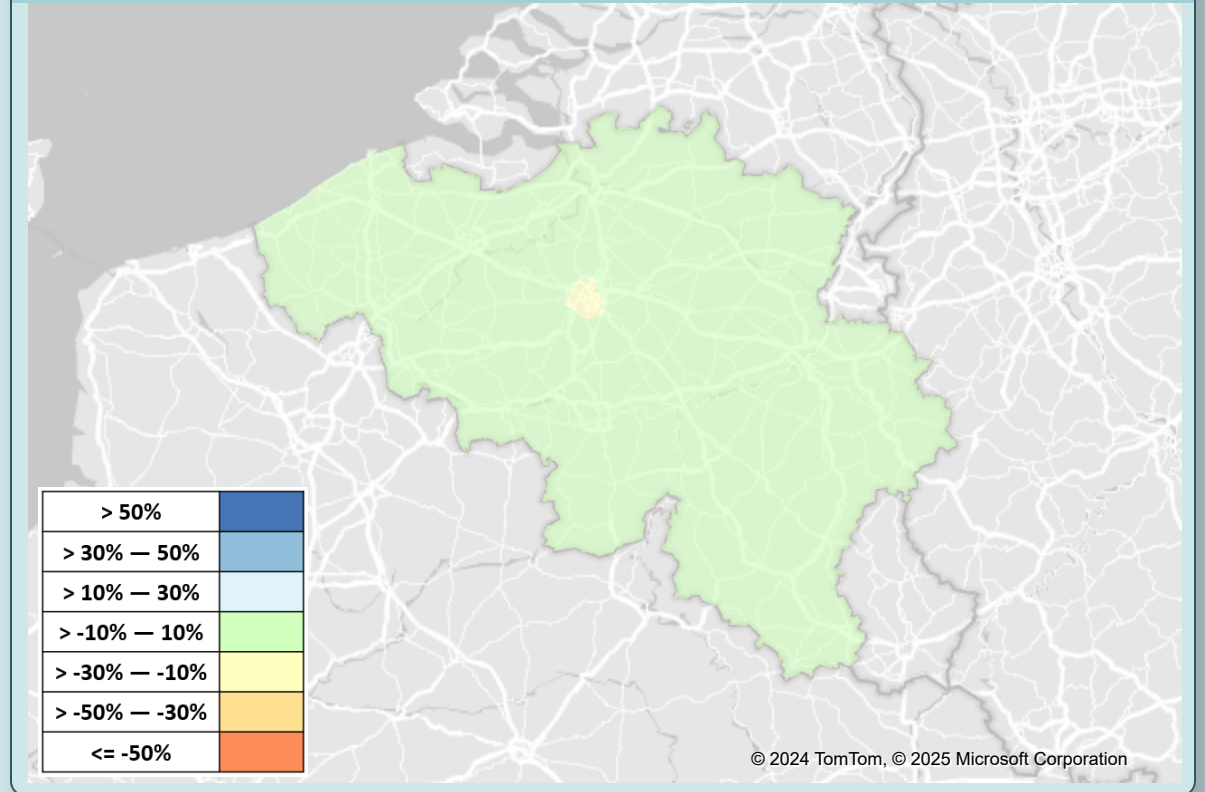 > 50%
> 30% — 50%
> 10% — 30%
> -10% — 10%
> -30% — -10%
> -50% — -30%
<= -50%
© 2024 TomTom, © 2025 Microsoft Corporation